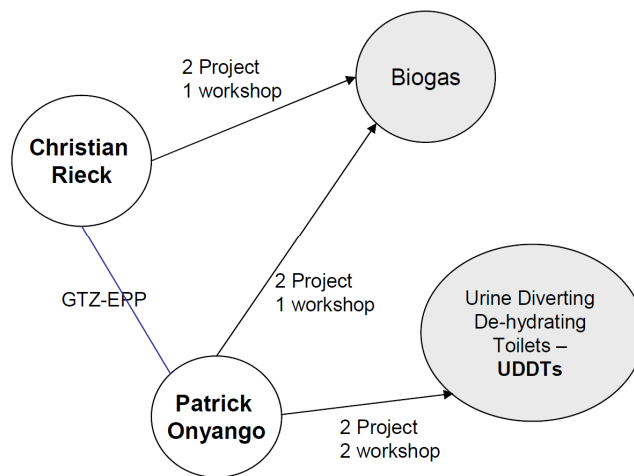 2 Project
1 workshop
Biogas
Christian
Rieck
GTZ-EPP
2 Project
1 workshop
Urine Diverting
De-hydrating
Toilets –
UDDTs
Patrick
Onyango
2 Project
2 workshop